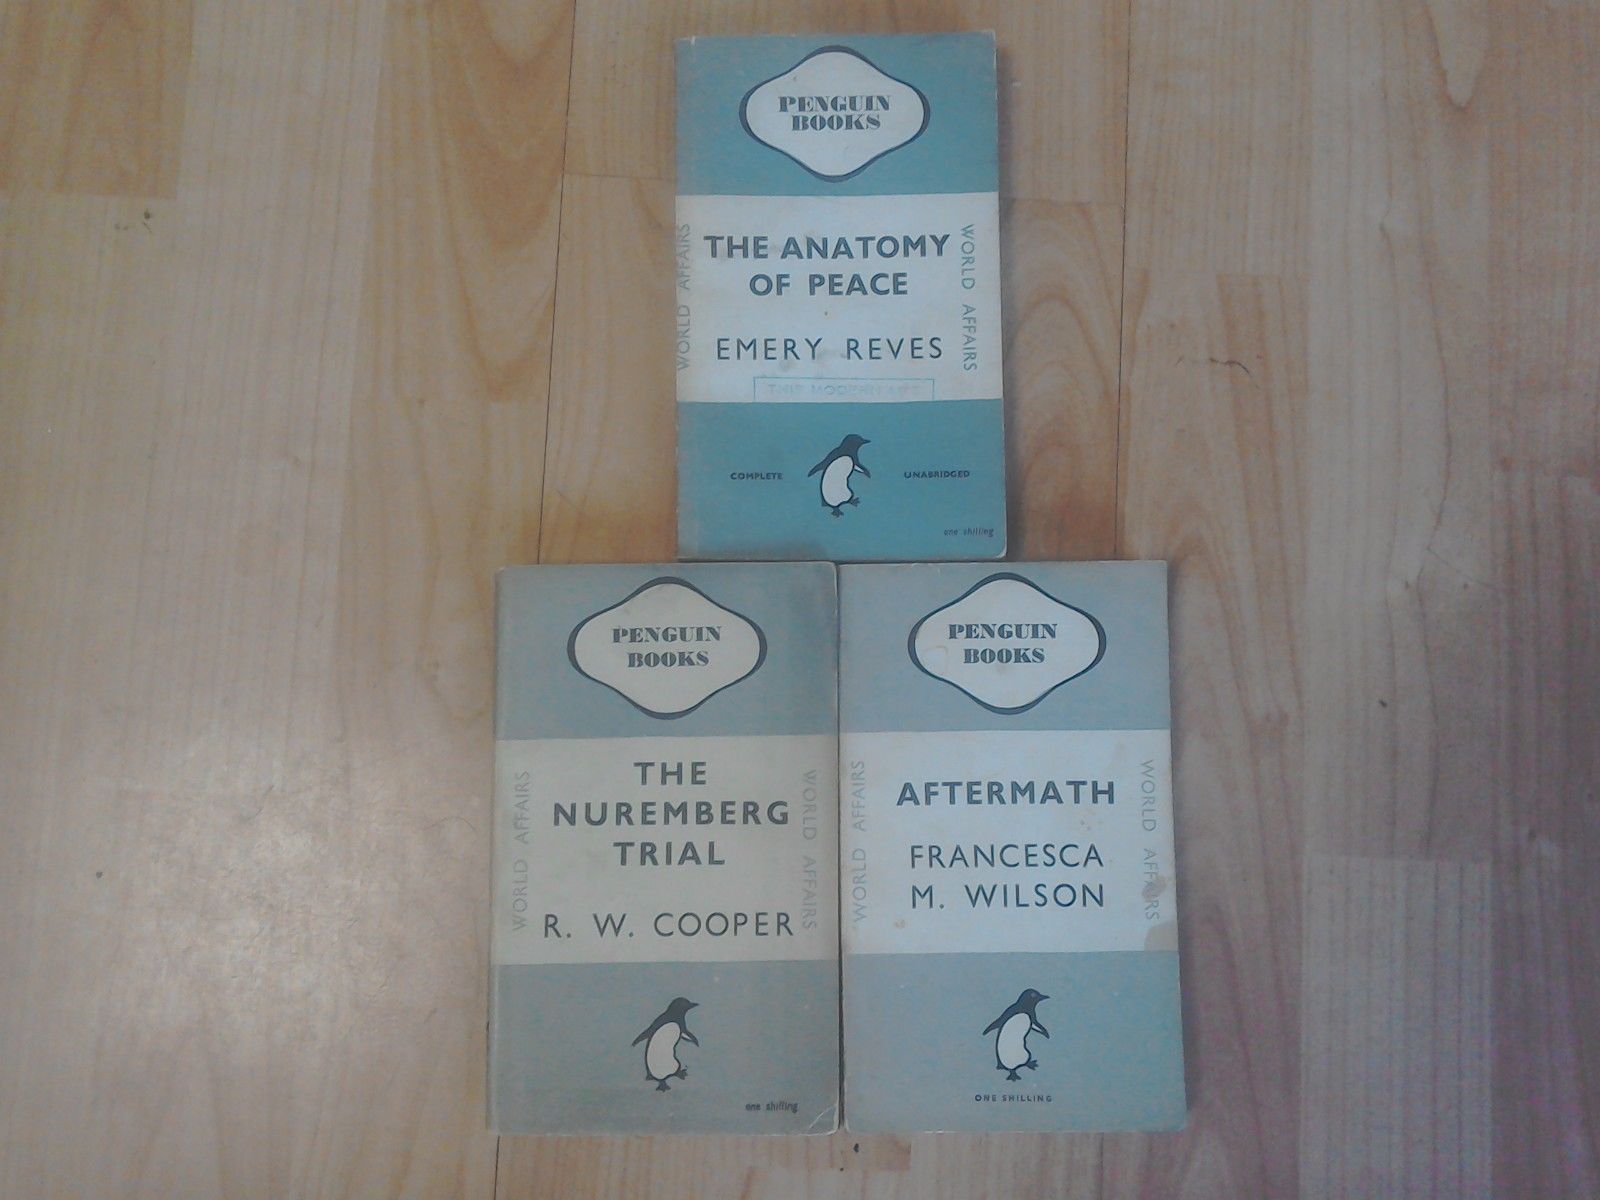 PENGUIN
BOOKS
WORLD AFFAIRS
THE ANATOMY
OF PEACE
EMERY REVES
WORLD AFFAIRS
COMPLETE
UNABRIDGED
one shilling
PENGUIN
BOOKS
WORLD AFFAIRS
THE
NUREMBERG
TRIAL
R. W. COOPER
WORLD AFFAIRS
one shilling
PENGUIN
BOOKS
WORLD AFFAIRS
AFTERMATH
FRANCESCA
M. WILSON
WORLD AFFAIRS
ONE SHILLING